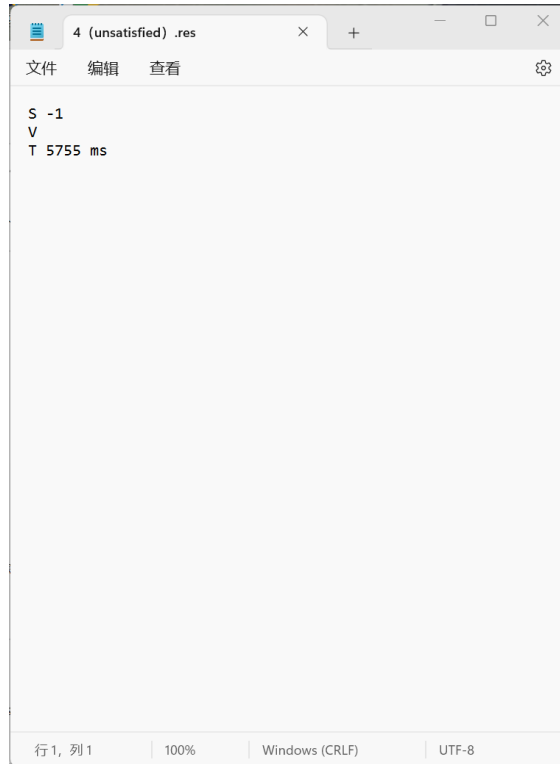 4（unsatisfied）.res
文件 编辑 查看
S -1
V
T 5755 ms
行 1，列 1 100% Windows (CRLF) UTF-8